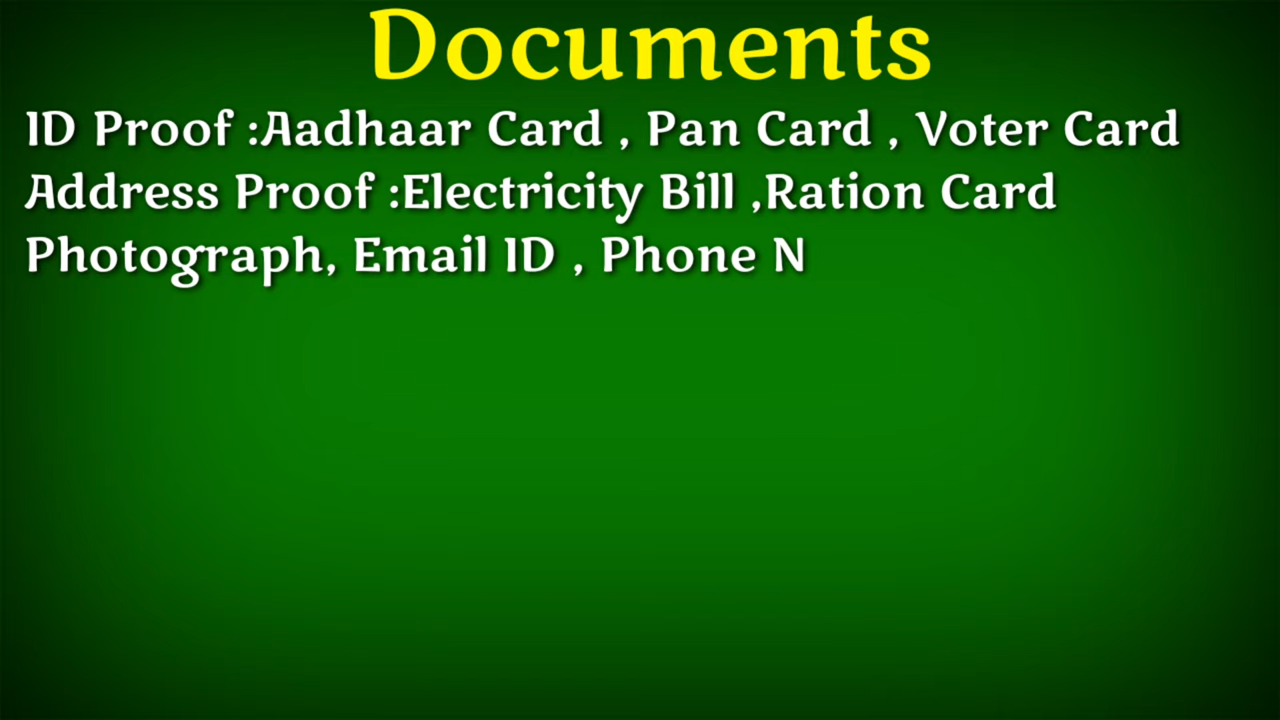 Documents
ID Proof :Aadhaar Card , Pan Card , Voter Card
Address Proof :Electricity Bill ,Ration Card
Photograph, Email ID , Phone N